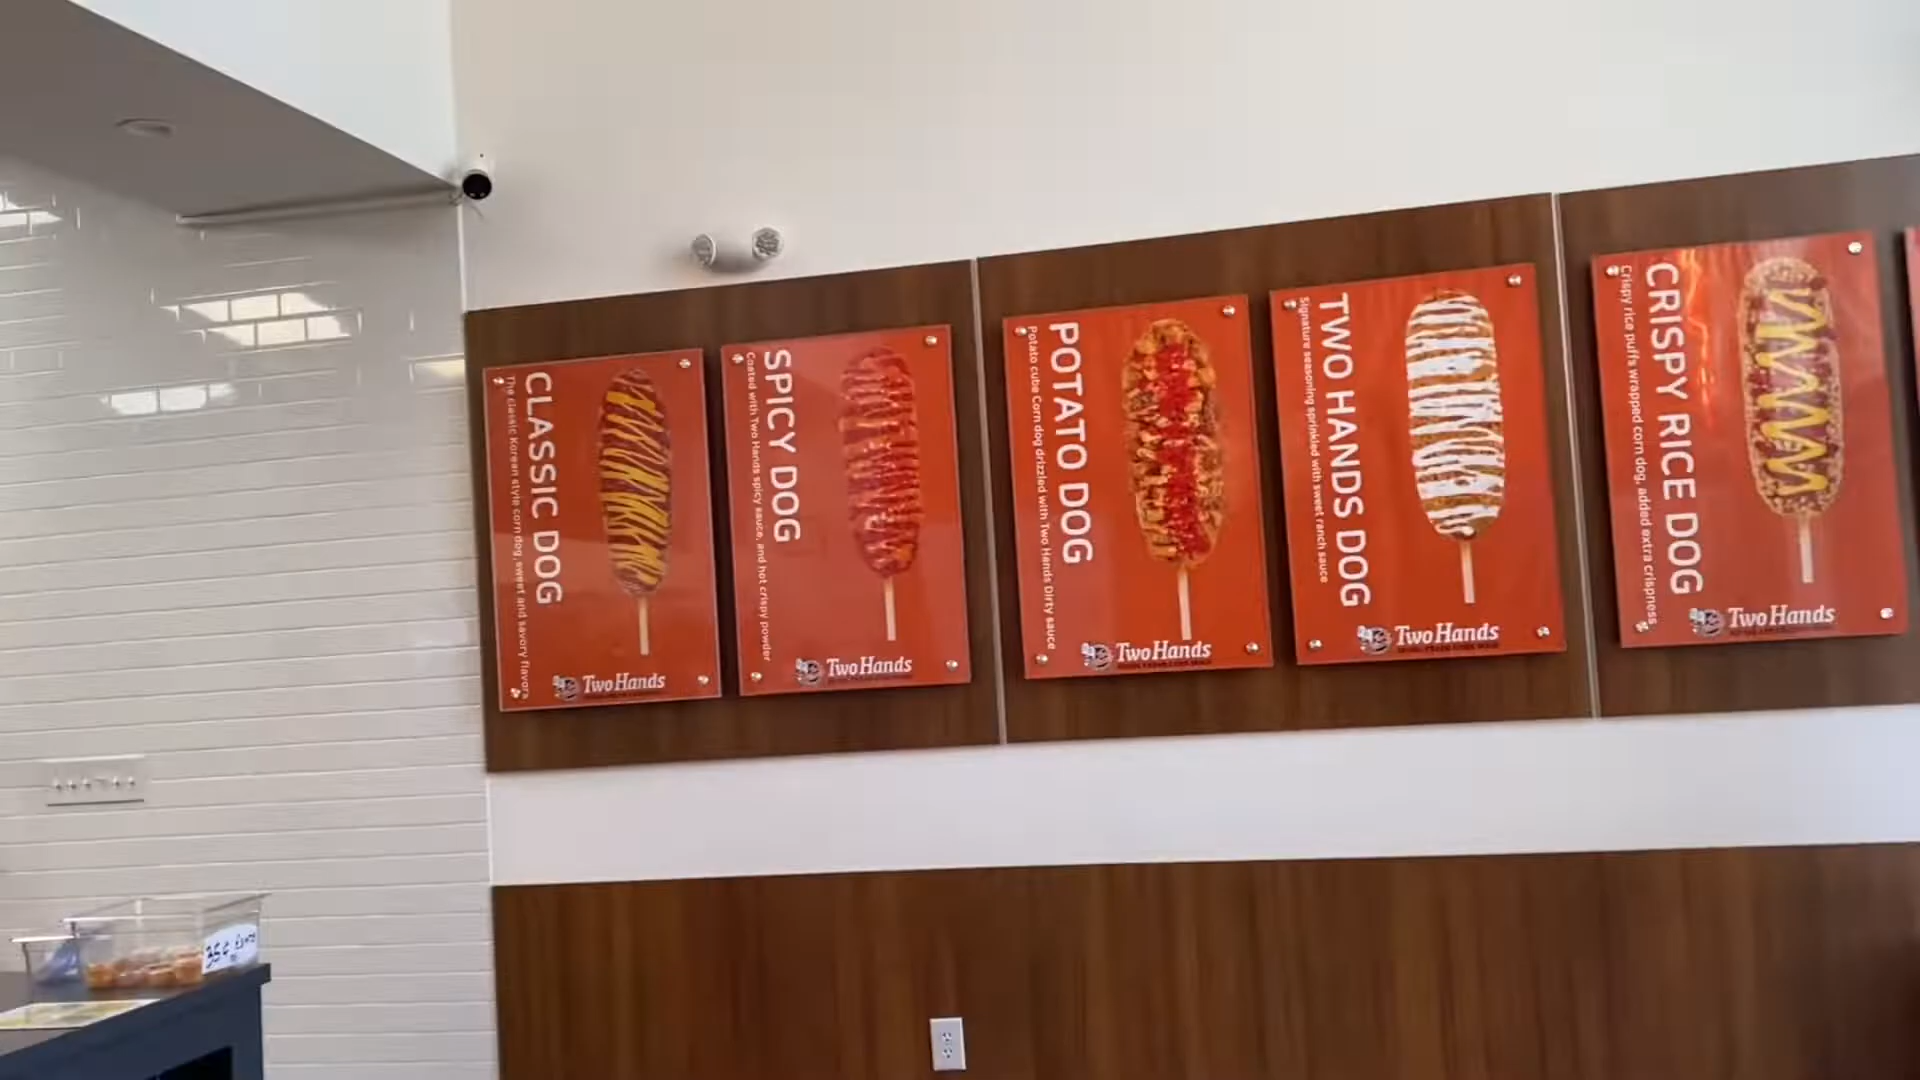 CLASSIC DOG
The Classic Korean style corn dog, sweet and savory flavors
Two Hands
SPICY DOG
Coated with Two Hands spicy sauce, and hot crispy powder
Two Hands
POTATO DOG
Potato cube Corn dog drizzled with Two Hands Dirty sauce
Two Hands
TWO HANDS DOG
Signature seasoning sprinkled with sweet ranch sauce
Two Hands
CRISPY RICE DOG
Crispy rice puffs wrapped corn dog, added extra crispness
Two Hands
35¢